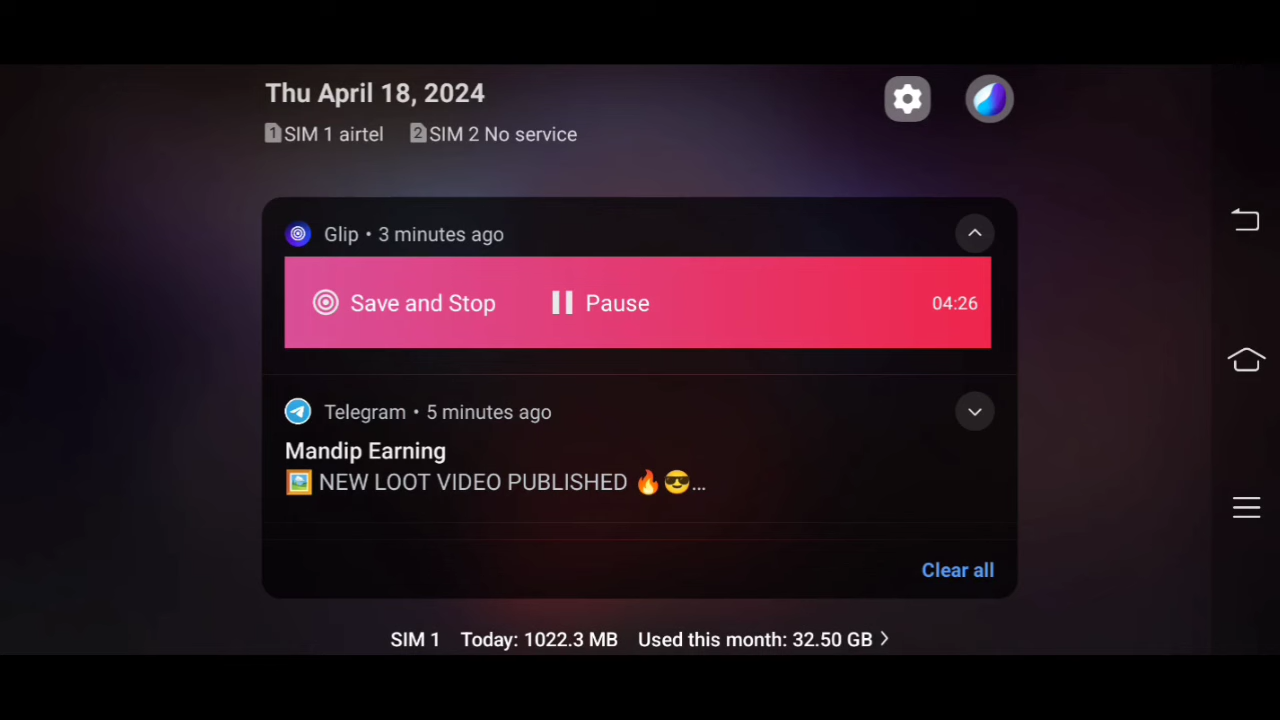 Thu April 18, 2024
1 SIM 1 airtel 2 SIM 2 No service
Glip • 3 minutes ago
Save and Stop Pause 04:26
Telegram • 5 minutes ago
Mandip Earning
🖼️ NEW LOOT VIDEO PUBLISHED 🔥😎...
Clear all
SIM 1 Today: 1022.3 MB Used this month: 32.50 GB >